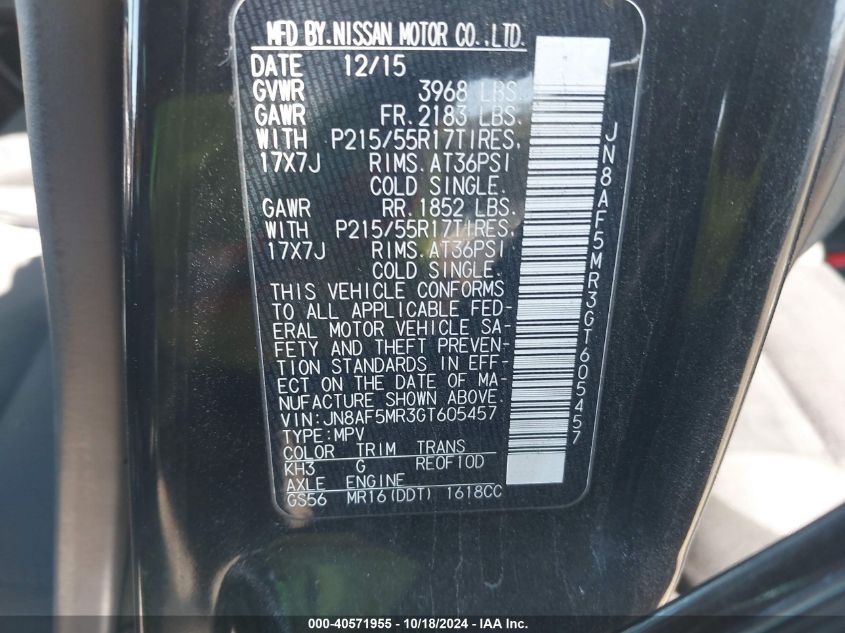 MFD BY.NISSAN MOTOR CO.,LTD.
DATE 12/15
GVWR 3968 LBS.
GAWR FR.2183 LBS.
WITH P215/55R17TIRES,
17X7J RIMS.AT36PSI
COLD SINGLE.
GAWR RR.1852 LBS.
WITH P215/55R17TIRES,
17X7J RIMS.AT36PSI
COLD SINGLE.
THIS VEHICLE CONFORMS
TO ALL APPLICABLE FED-
ERAL MOTOR VEHICLE SA-
FETY AND THEFT PREVEN-
TION STANDARDS IN EFF-
ECT ON THE DATE OF MA-
NUFACTURE SHOWN ABOVE.
VIN:JN8AF5MR3GT605457
TYPE:MPV
COLOR TRIM TRANS
KH3 G RE0F10D
AXLE ENGINE
GS56 MR16(DDT) 1618CC
JN8AF5MR3GT605457
000-40571955 - 10/18/2024 - IAA Inc.